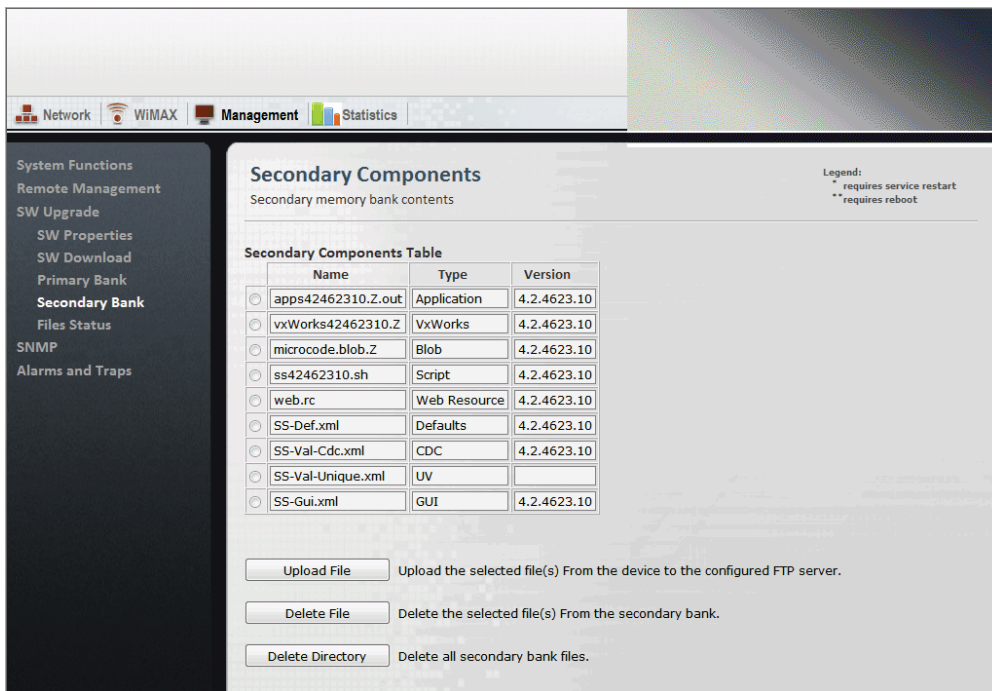 Network WiMAX Management Statistics
System Functions
Remote Management
SW Upgrade
SW Properties
SW Download
Primary Bank
Secondary Bank
Files Status
SNMP
Alarms and Traps
Secondary Components
Secondary memory bank contents
Legend:
* requires service restart
** requires reboot
Secondary Components Table
Name Type Version
apps42462310.Z.out Application 4.2.4623.10
vxWorks42462310.Z VxWorks 4.2.4623.10
microcode.blob.Z Blob 4.2.4623.10
ss42462310.sh Script 4.2.4623.10
web.rc Web Resource 4.2.4623.10
SS-Def.xml Defaults 4.2.4623.10
SS-Val-Cdc.xml CDC 4.2.4623.10
SS-Val-Unique.xml UV
SS-Gui.xml GUI 4.2.4623.10
Upload File Upload the selected file(s) From the device to the configured FTP server.
Delete File Delete the selected file(s) From the secondary bank.
Delete Directory Delete all secondary bank files.